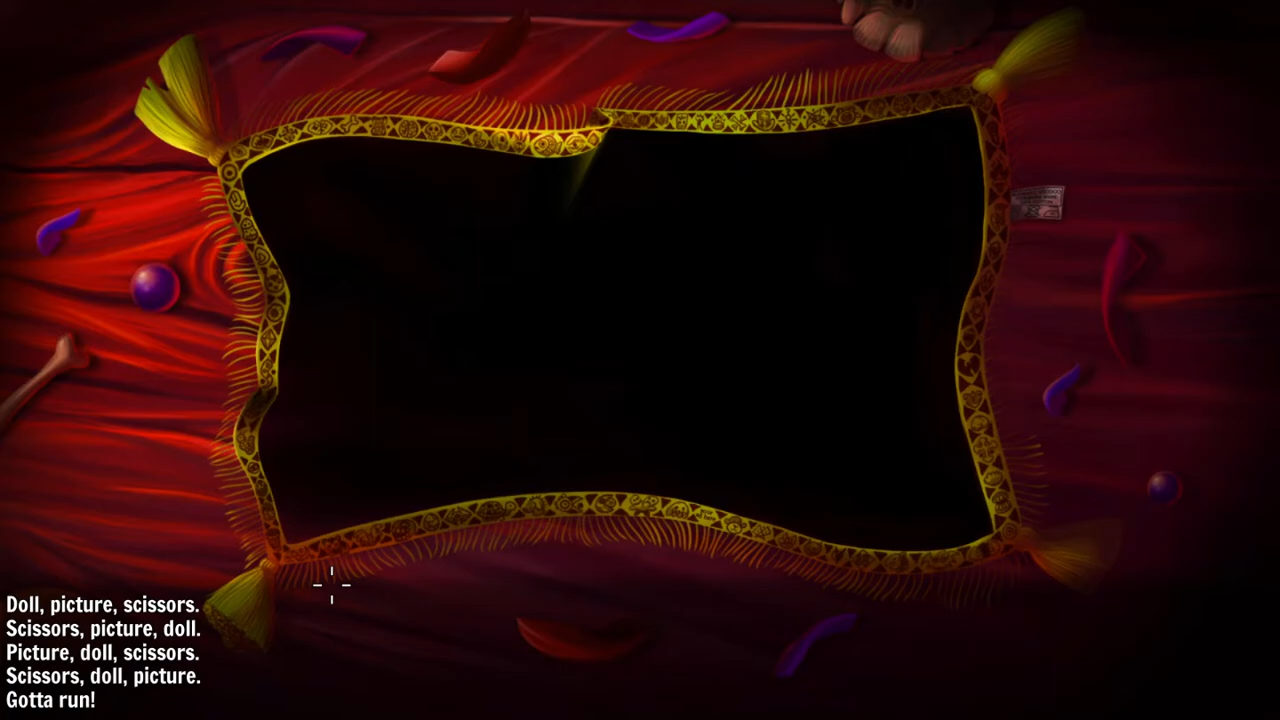 Doll, picture, scissors.
Scissors, picture, doll.
Picture, doll, scissors.
Scissors, doll, picture.
Gotta run!